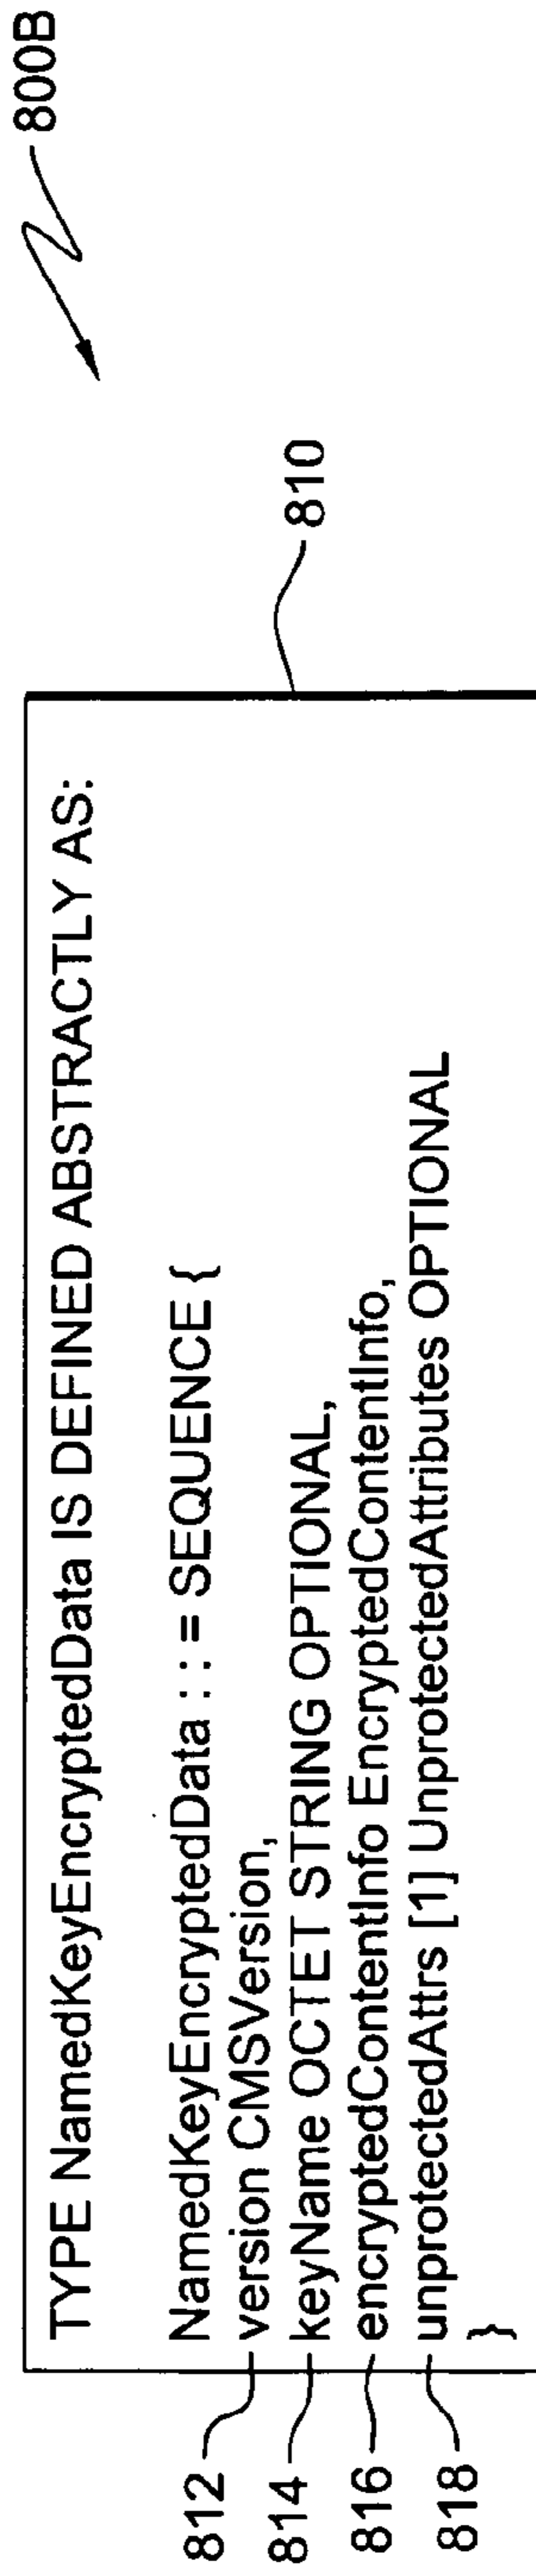 800B
810
TYPE NamedKeyEncryptedData IS DEFINED ABSTRACTLY AS:
NamedKeyEncryptedData : : = SEQUENCE {
812 version CMSVersion,
814 keyName OCTET STRING OPTIONAL,
816 encryptedContentInfo EncryptedContentInfo,
818 unprotectedAttrs [1] UnprotectedAttributes OPTIONAL
}